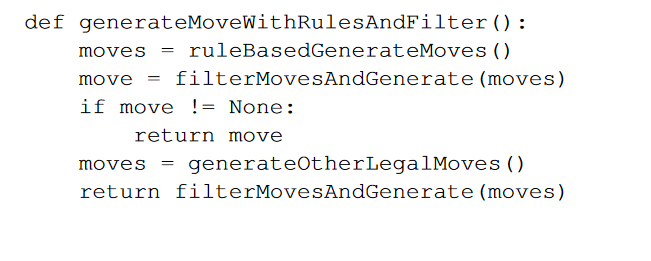 def generateMoveWithRulesAndFilter():
    moves = ruleBasedGenerateMoves()
    move = filterMovesAndGenerate(moves)
    if move != None:
        return move
    moves = generateOtherLegalMoves()
    return filterMovesAndGenerate(moves)